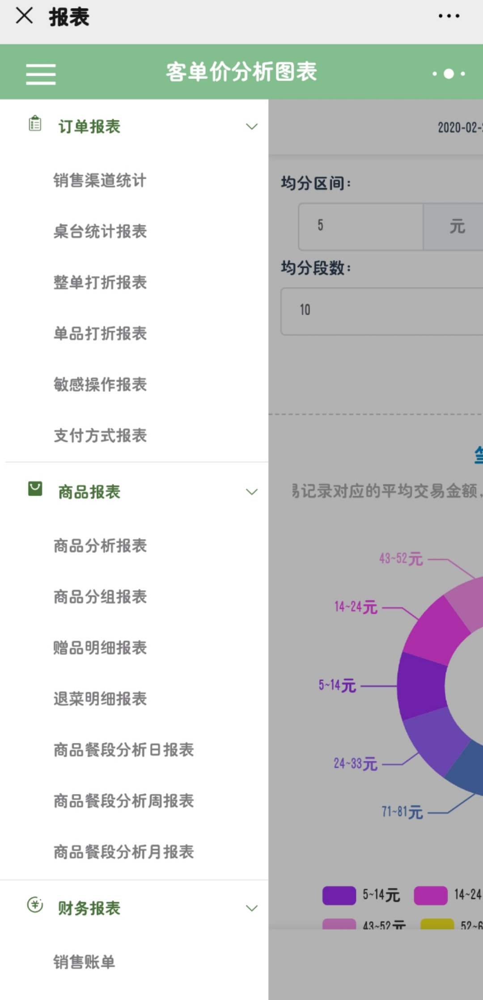 报表
客单价分析图表
订单报表
销售渠道统计
桌台统计报表
整单打折报表
单品打折报表
敏感操作报表
支付方式报表
商品报表
商品分析报表
商品分组报表
赠品明细报表
退菜明细报表
商品餐段分析日报表
商品餐段分析周报表
商品餐段分析月报表
财务报表
销售账单
2020-02-
均分区间:
5
元
均分段数:
10
易记录对应的平均交易金额,
43~52元
14~24元
5~14元
24~33元
71~81元
5~14元
14~24
43~52元
52~6